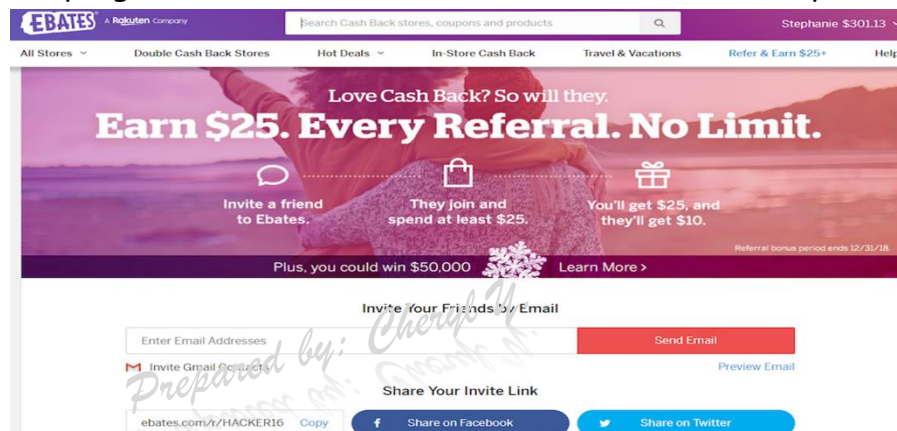 EBATES A Rakuten Company Search Cash Back stores, coupons and products Stephanie $301.13
All Stores Double Cash Back Stores Hot Deals In-Store Cash Back Travel & Vacations Refer & Earn $25+ Help
Love Cash Back? So will they.
Earn $25. Every Referral. No Limit.
Invite a friend
to Ebates.
They join and
spend at least $25.
You'll get $25, and
they'll get $10.
Referral bonus period ends 12/31/18.
Plus, you could win $50,000 Learn More >
Invite Your Friends by Email
Enter Email Addresses Send Email
Invite Gmail Contacts Preview Email
Prepared by: Cheryl Y.
Share Your Invite Link
ebates.com/r/HACKER16 Copy Share on Facebook Share on Twitter